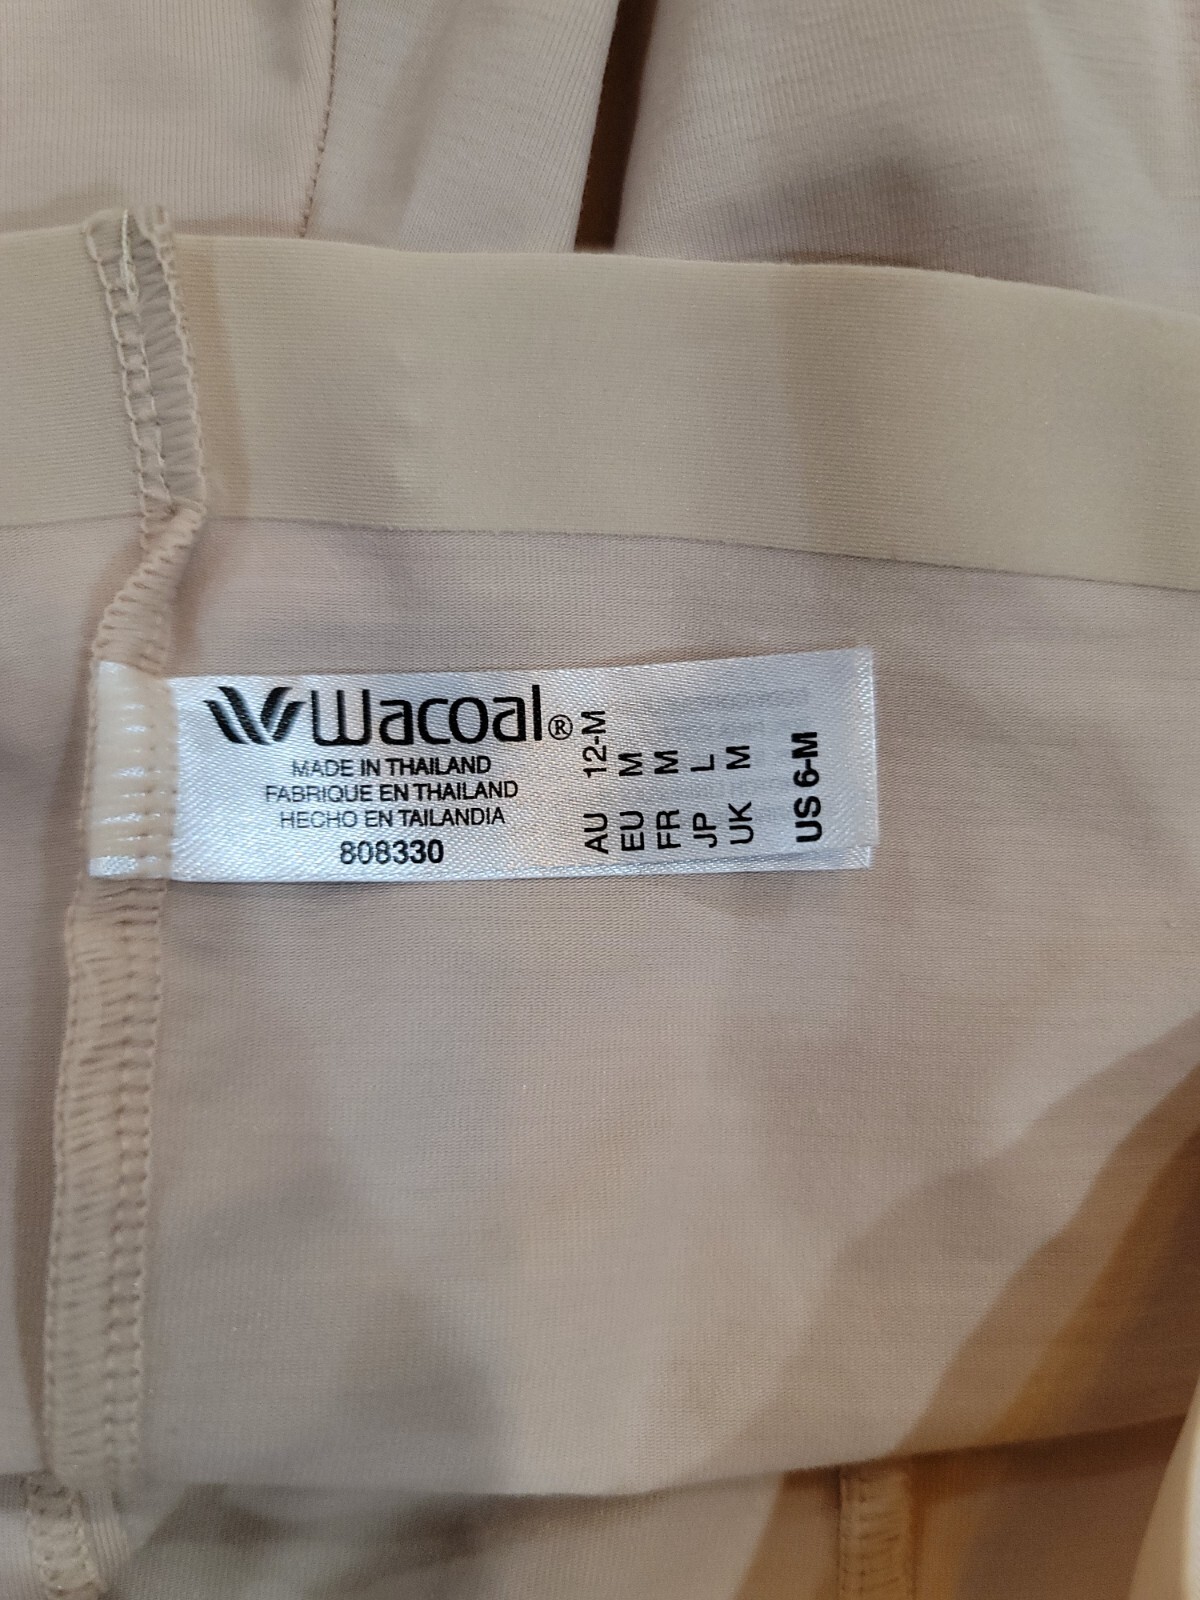 Wacoal®
MADE IN THAILAND
FABRIQUE EN THAILAND
HECHO EN TAILANDIA
808330
AU 12-M
EU M
FR M
JP L
UK M
US 6-M